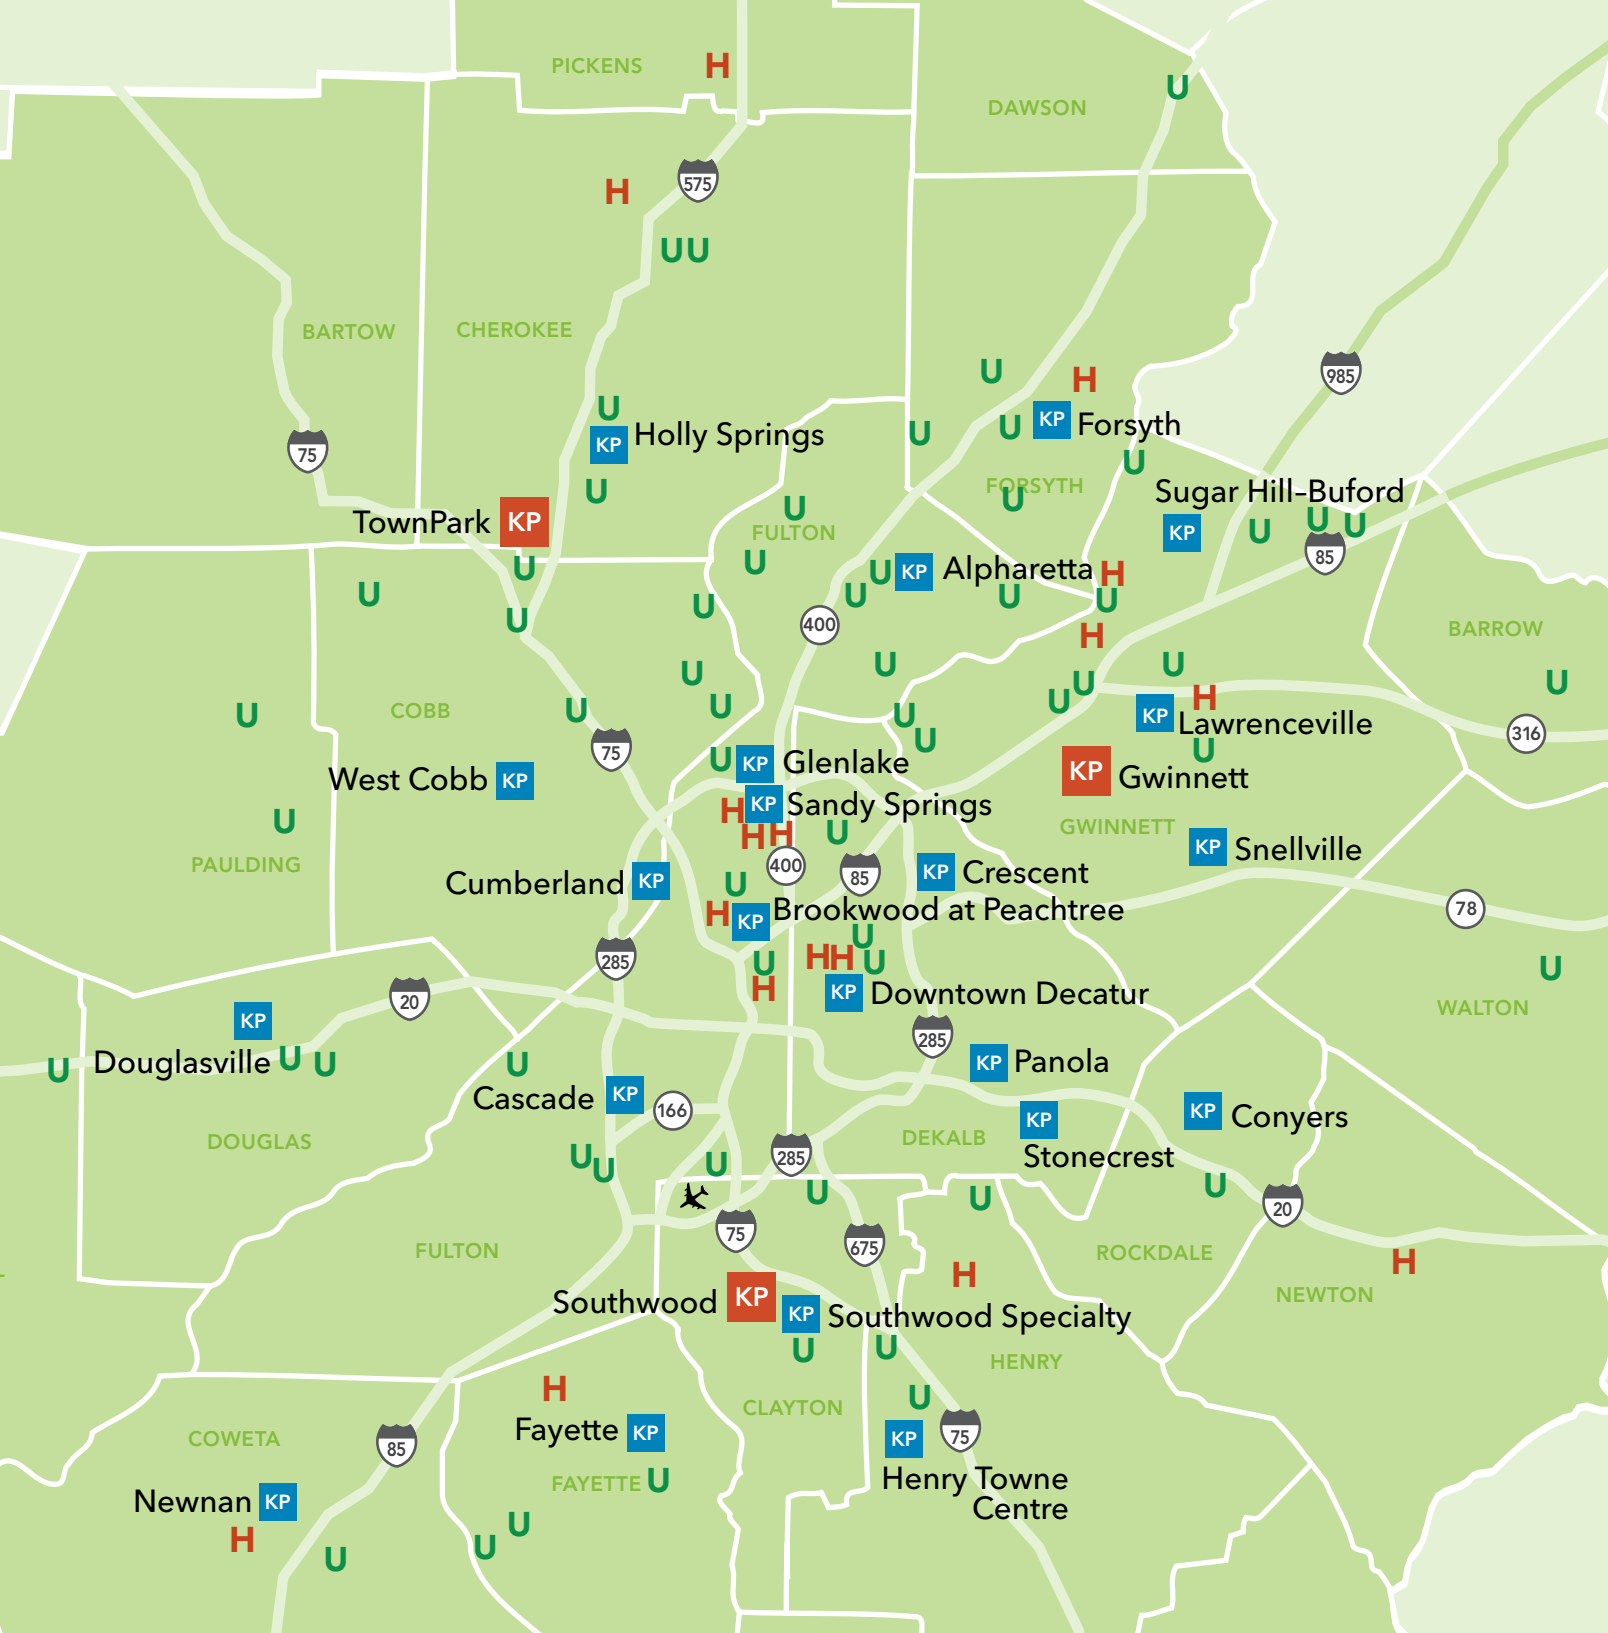 PICKENS H
DAWSON U
575
H
UU
BARTOW
CHEROKEE
985
U H
U
KP Holly Springs
U U KP Forsyth
75
U
U
FORSYTH
U
Sugar Hill-Buford
TownPark KP
U
FULTON
KP U U U
85
U
U
U
U KP Alpharetta H
U
U
U
U
U
400
H
BARROW
U
U
U
U
U
U
U
U
COBB
U
U
U
KP H
Lawrenceville
U
316
75
U
West Cobb KP
U KP Glenlake
KP Gwinnett
H KP Sandy Springs
U
HH
U
GWINNETT
PAULDING
KP Snellville
400
85
KP Crescent
Cumberland KP
U
78
H KP Brookwood at Peachtree
U
285
U
HH U
U
H
KP Downtown Decatur
20
WALTON
KP
Douglasville U U
U
285
U
KP Panola
Cascade KP
166
KP
Stonecrest
KP Conyers
DOUGLAS
DEKALB
U U
U
285
U
U
U
20
75
675
FULTON
ROCKDALE
H
H
NEWTON
Southwood KP
KP Southwood Specialty
U
U
HENRY
H
U
CLAYTON
COWETA
85
Fayette KP
KP
75
FAYETTE U
Henry Towne
Centre
Newnan KP
H
U
U
U